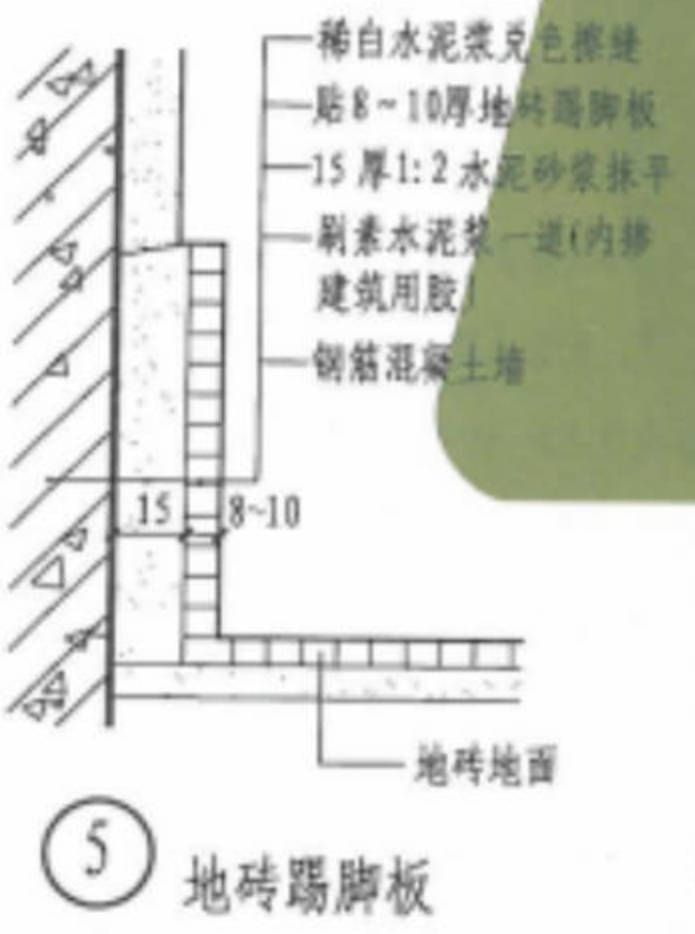 稀白水泥浆兑色擦缝
贴8~10厚地砖踢脚板
15厚1:2水泥砂浆抹平
刷素水泥浆一道(内掺
建筑用胶)
钢筋混凝土墙
15
8~10
地砖地面
5
地砖踢脚板